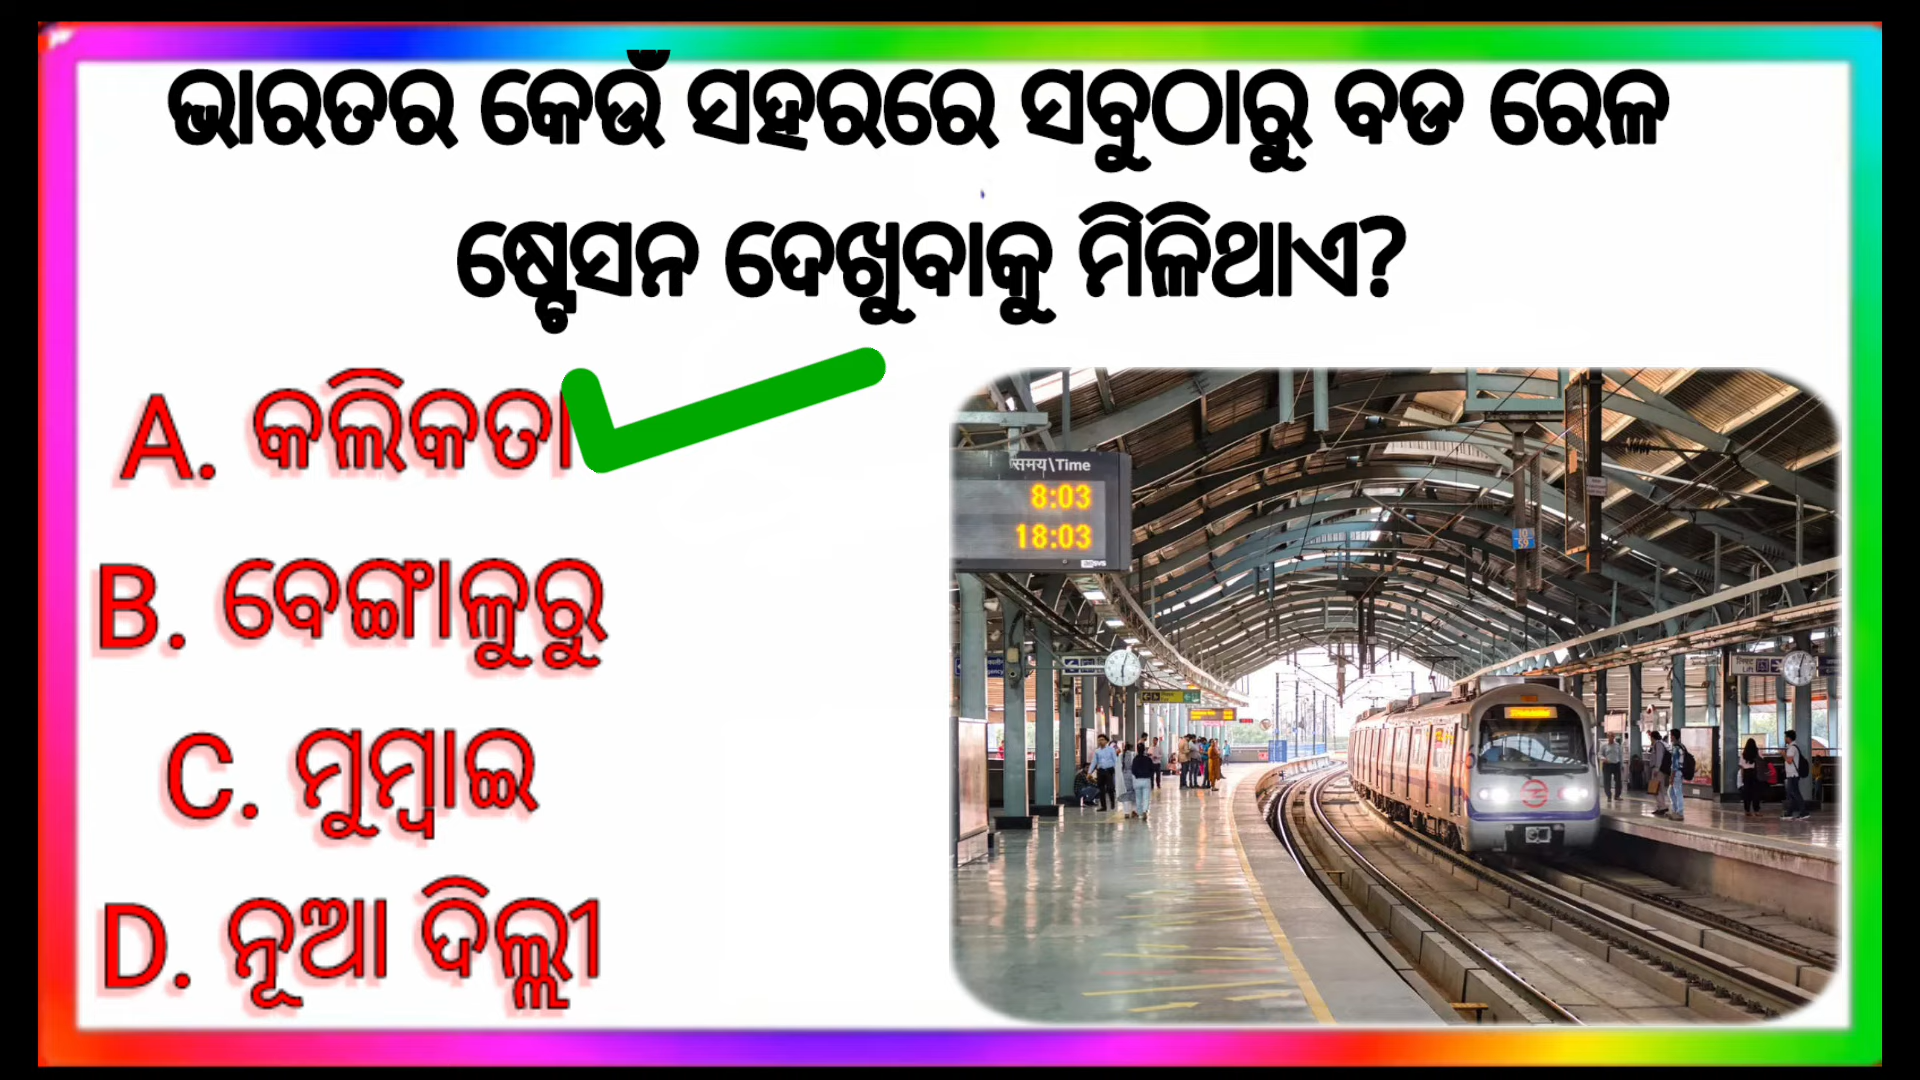 ଭାରତର କେଉଁ ସହରରେ ସବୁଠାରୁ ବଡ ରେଳ
ଷ୍ଟେସନ ଦେଖୁବାକୁ ମିଳିଥାଏ?
A. କଲିକତା
B. ବେଙ୍ଗାଳୁରୁ
C. ମୁମ୍ବାଇ
D. ନୂଆ ଦିଲ୍ଲୀ
समय\Time
8:03
18:03